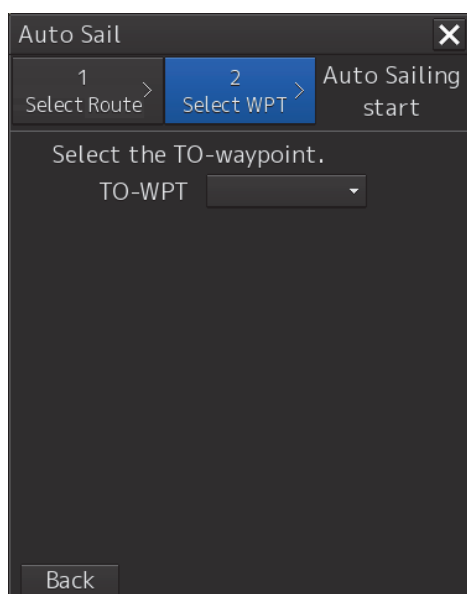 Auto Sail
1
Select Route
2
Select WPT
Auto Sailing
start
Select the TO-waypoint.
TO-WPT
Back